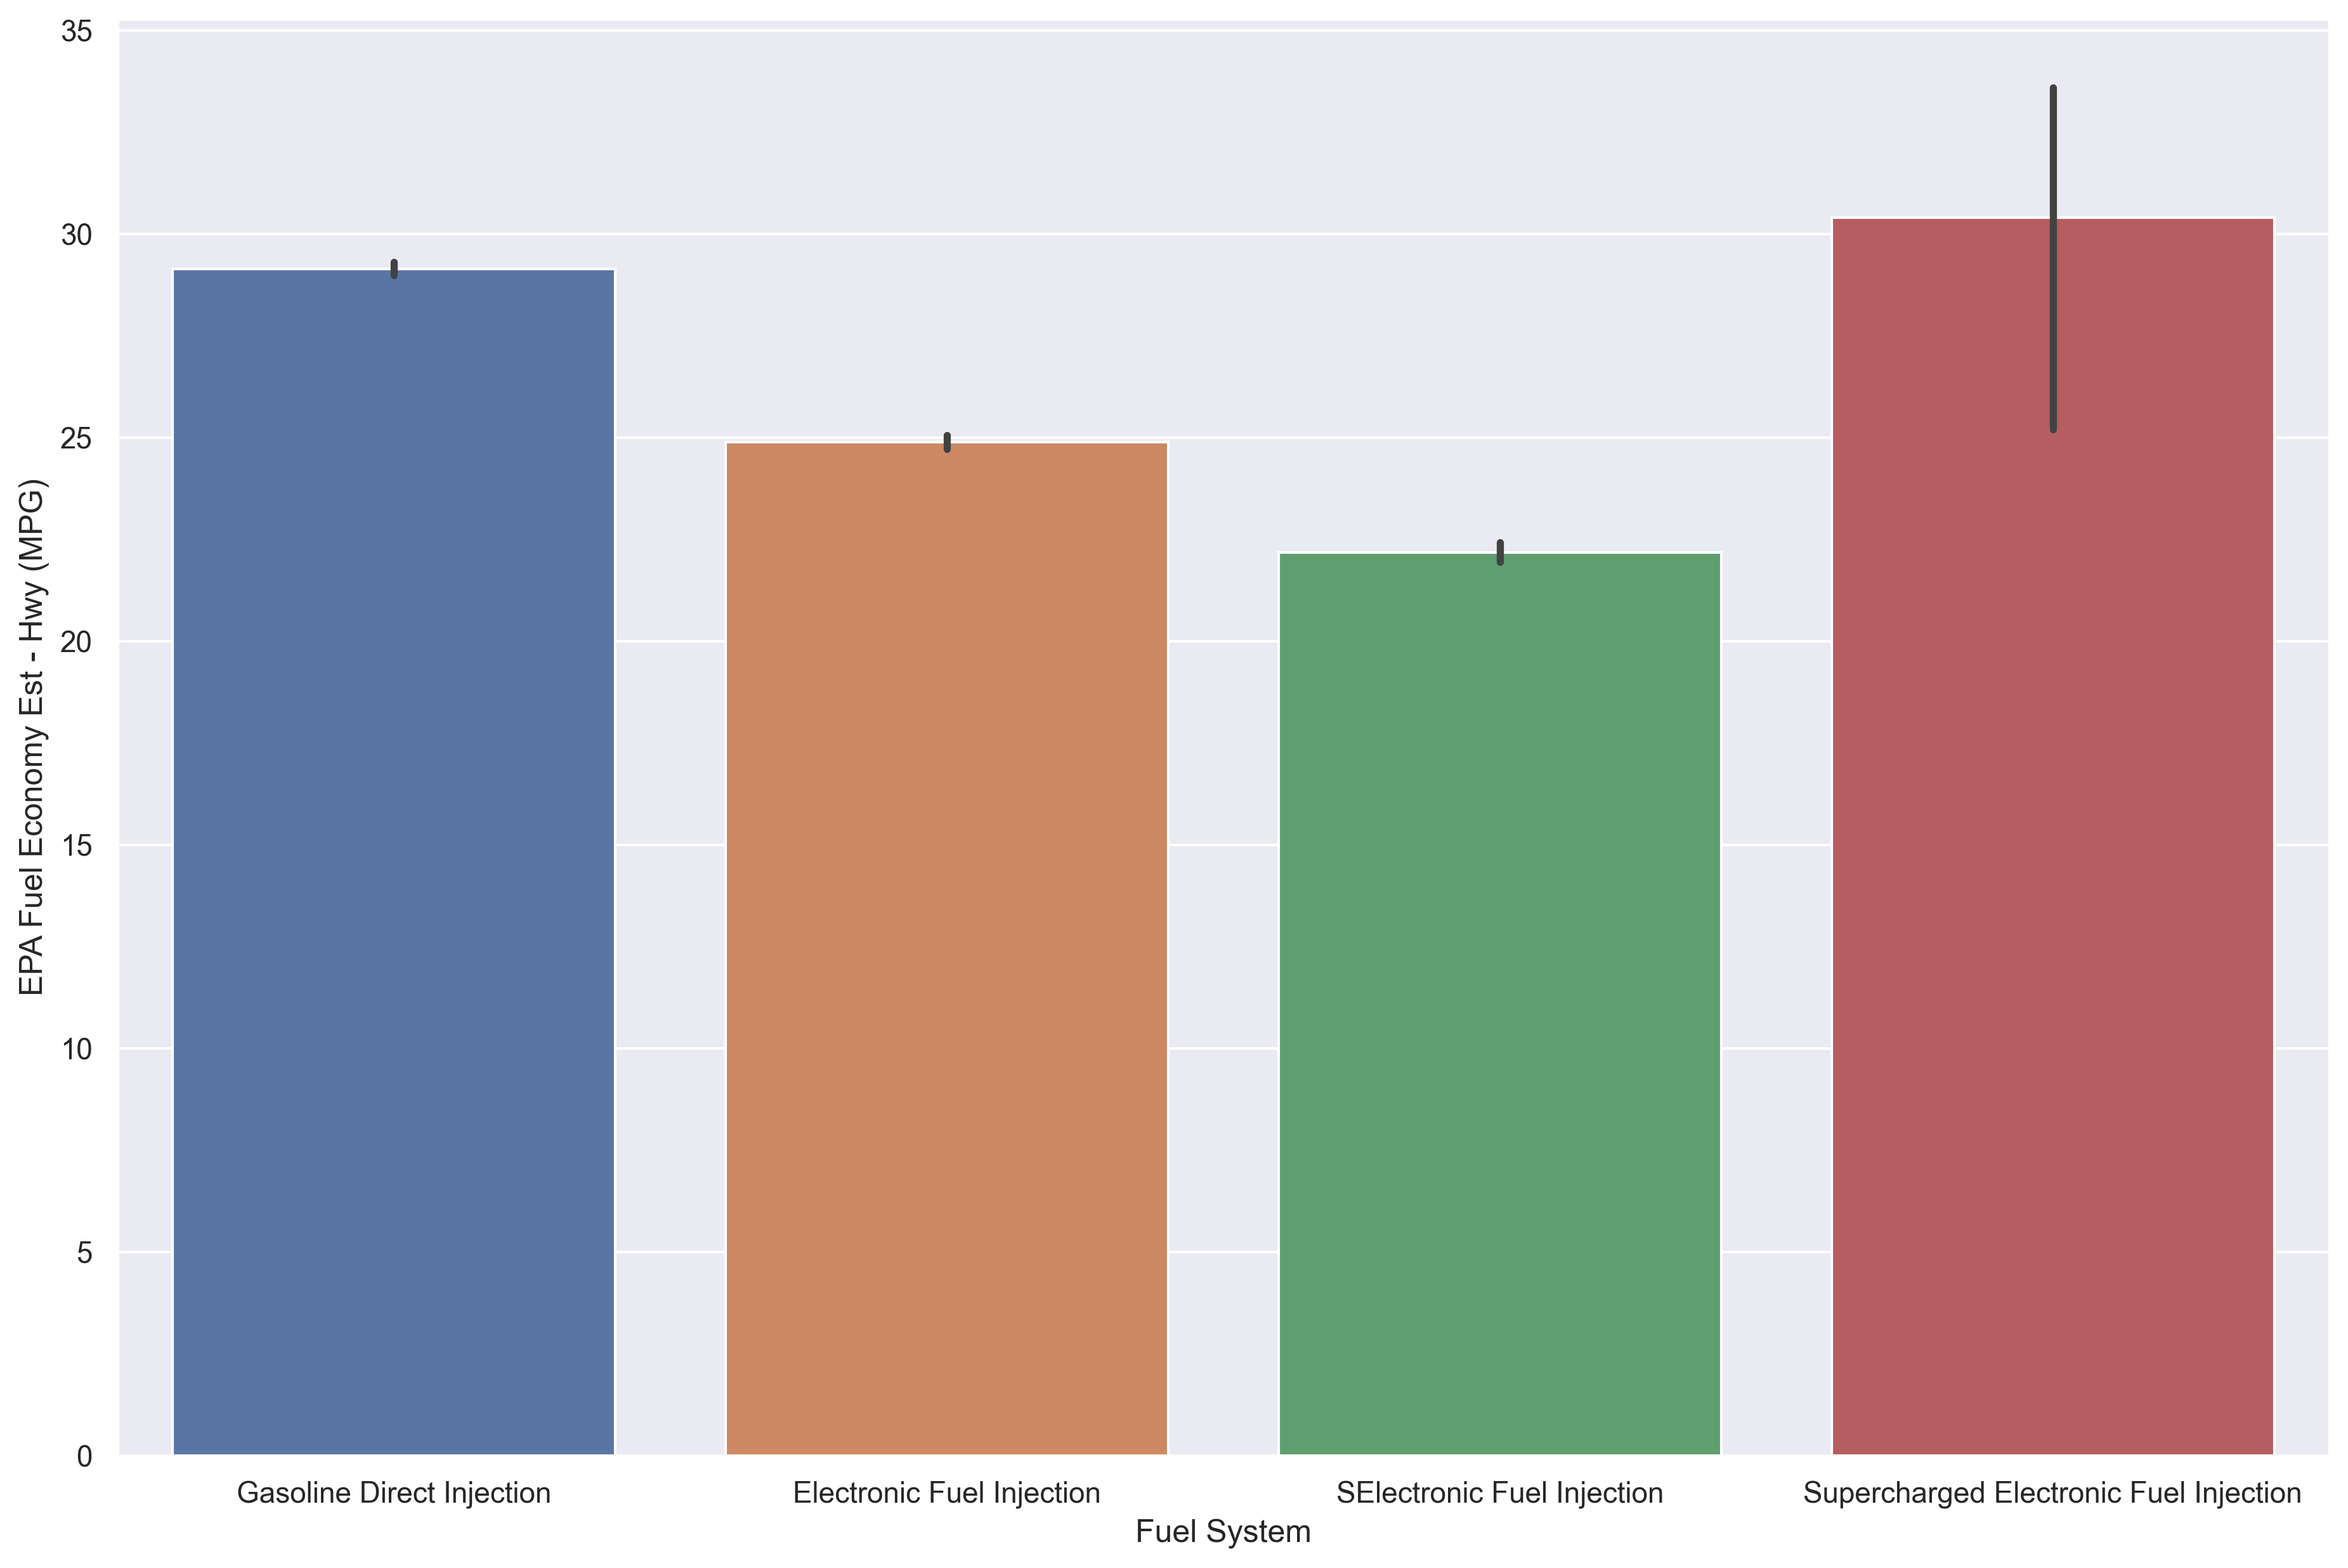 35
30
25
20
15
10
5
0
EPA Fuel Economy Est - Hwy (MPG)
Gasoline Direct Injection
Electronic Fuel Injection
SElectronic Fuel Injection
Supercharged Electronic Fuel Injection
Fuel System